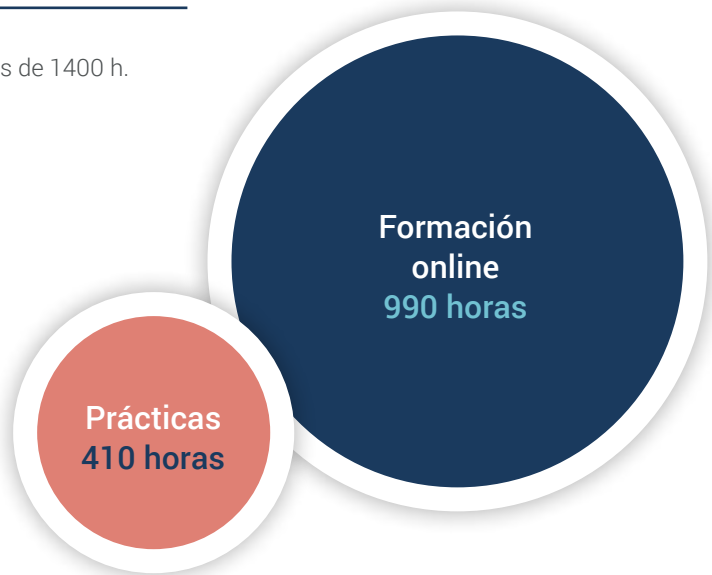 s de 1400 h.
Formación
online
990 horas
Prácticas
410 horas